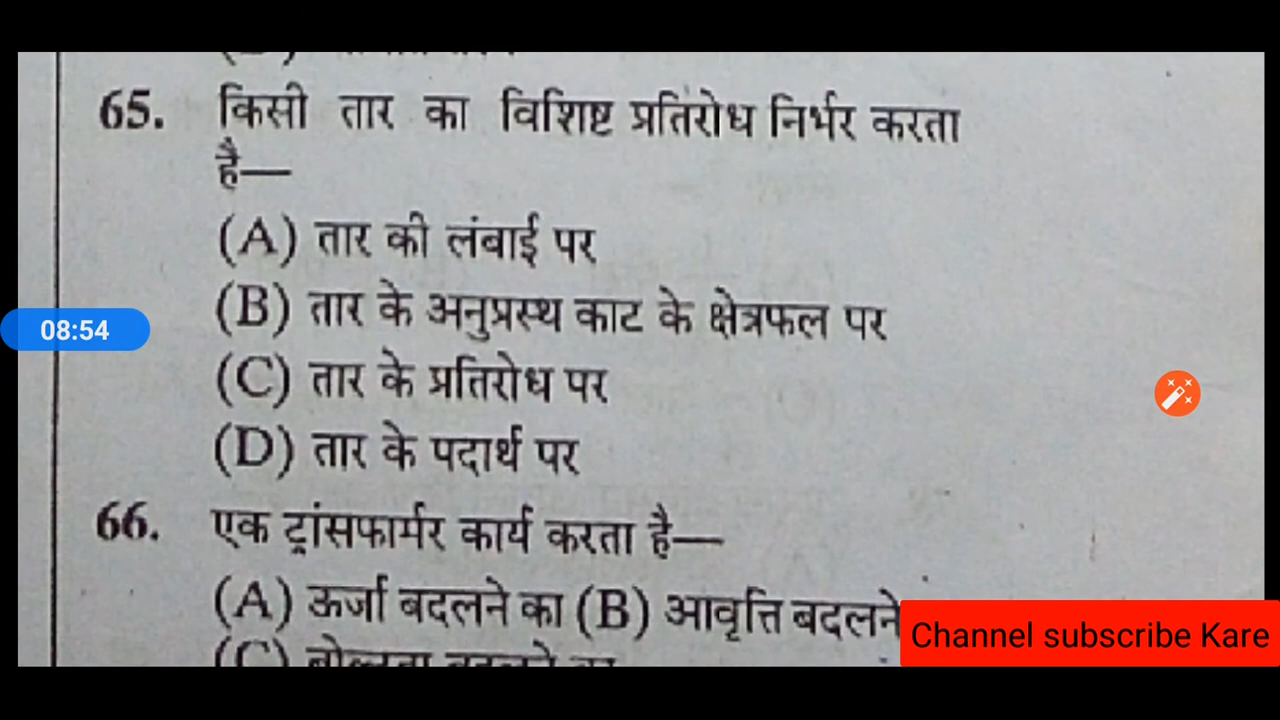 65. किसी तार का विशिष्ट प्रतिरोध निर्भर करता
है—
(A) तार की लंबाई पर
(B) तार के अनुप्रस्थ काट के क्षेत्रफल पर
08:54
(C) तार के प्रतिरोध पर
(D) तार के पदार्थ पर
66. एक ट्रांसफार्मर कार्य करता है—
(A) ऊर्जा बदलने का (B) आवृत्ति बदलने
Channel subscribe Kare
(C)